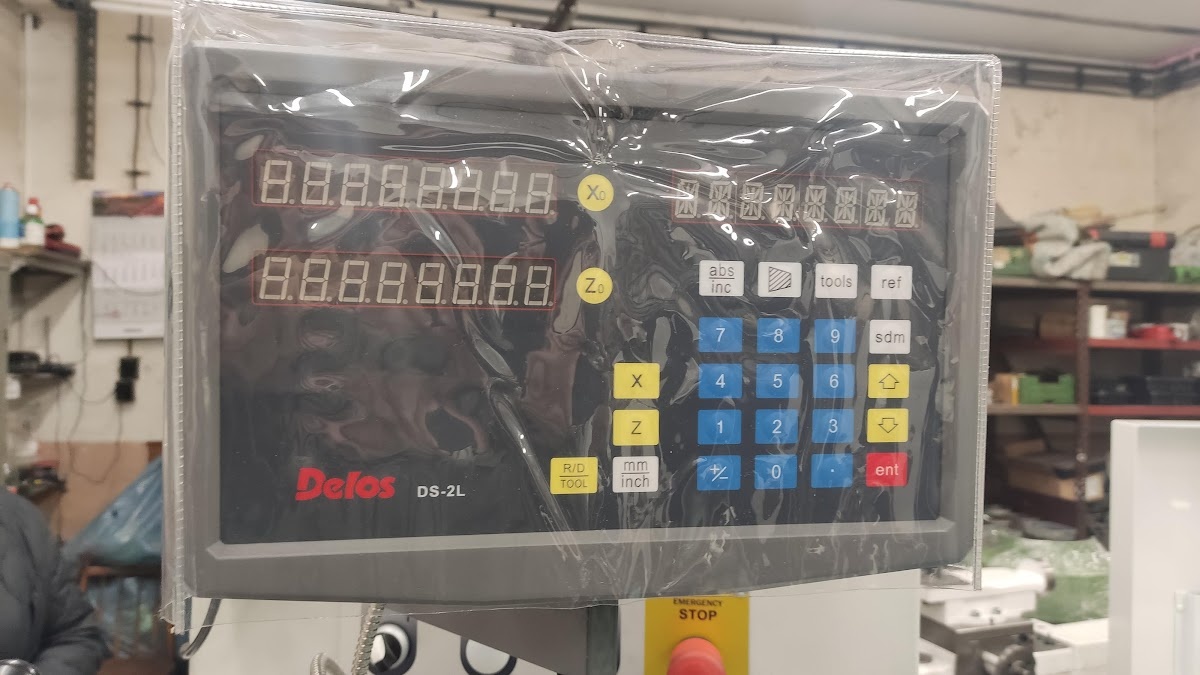 X₀
Z₀
abs
inc
tools
ref
7
8
9
sdm
X
4
5
6
Z
1
2
3
R/D
TOOL
mm
inch
+/-
0
.
ent
Delos
DS-2L
EMERGENCY
STOP